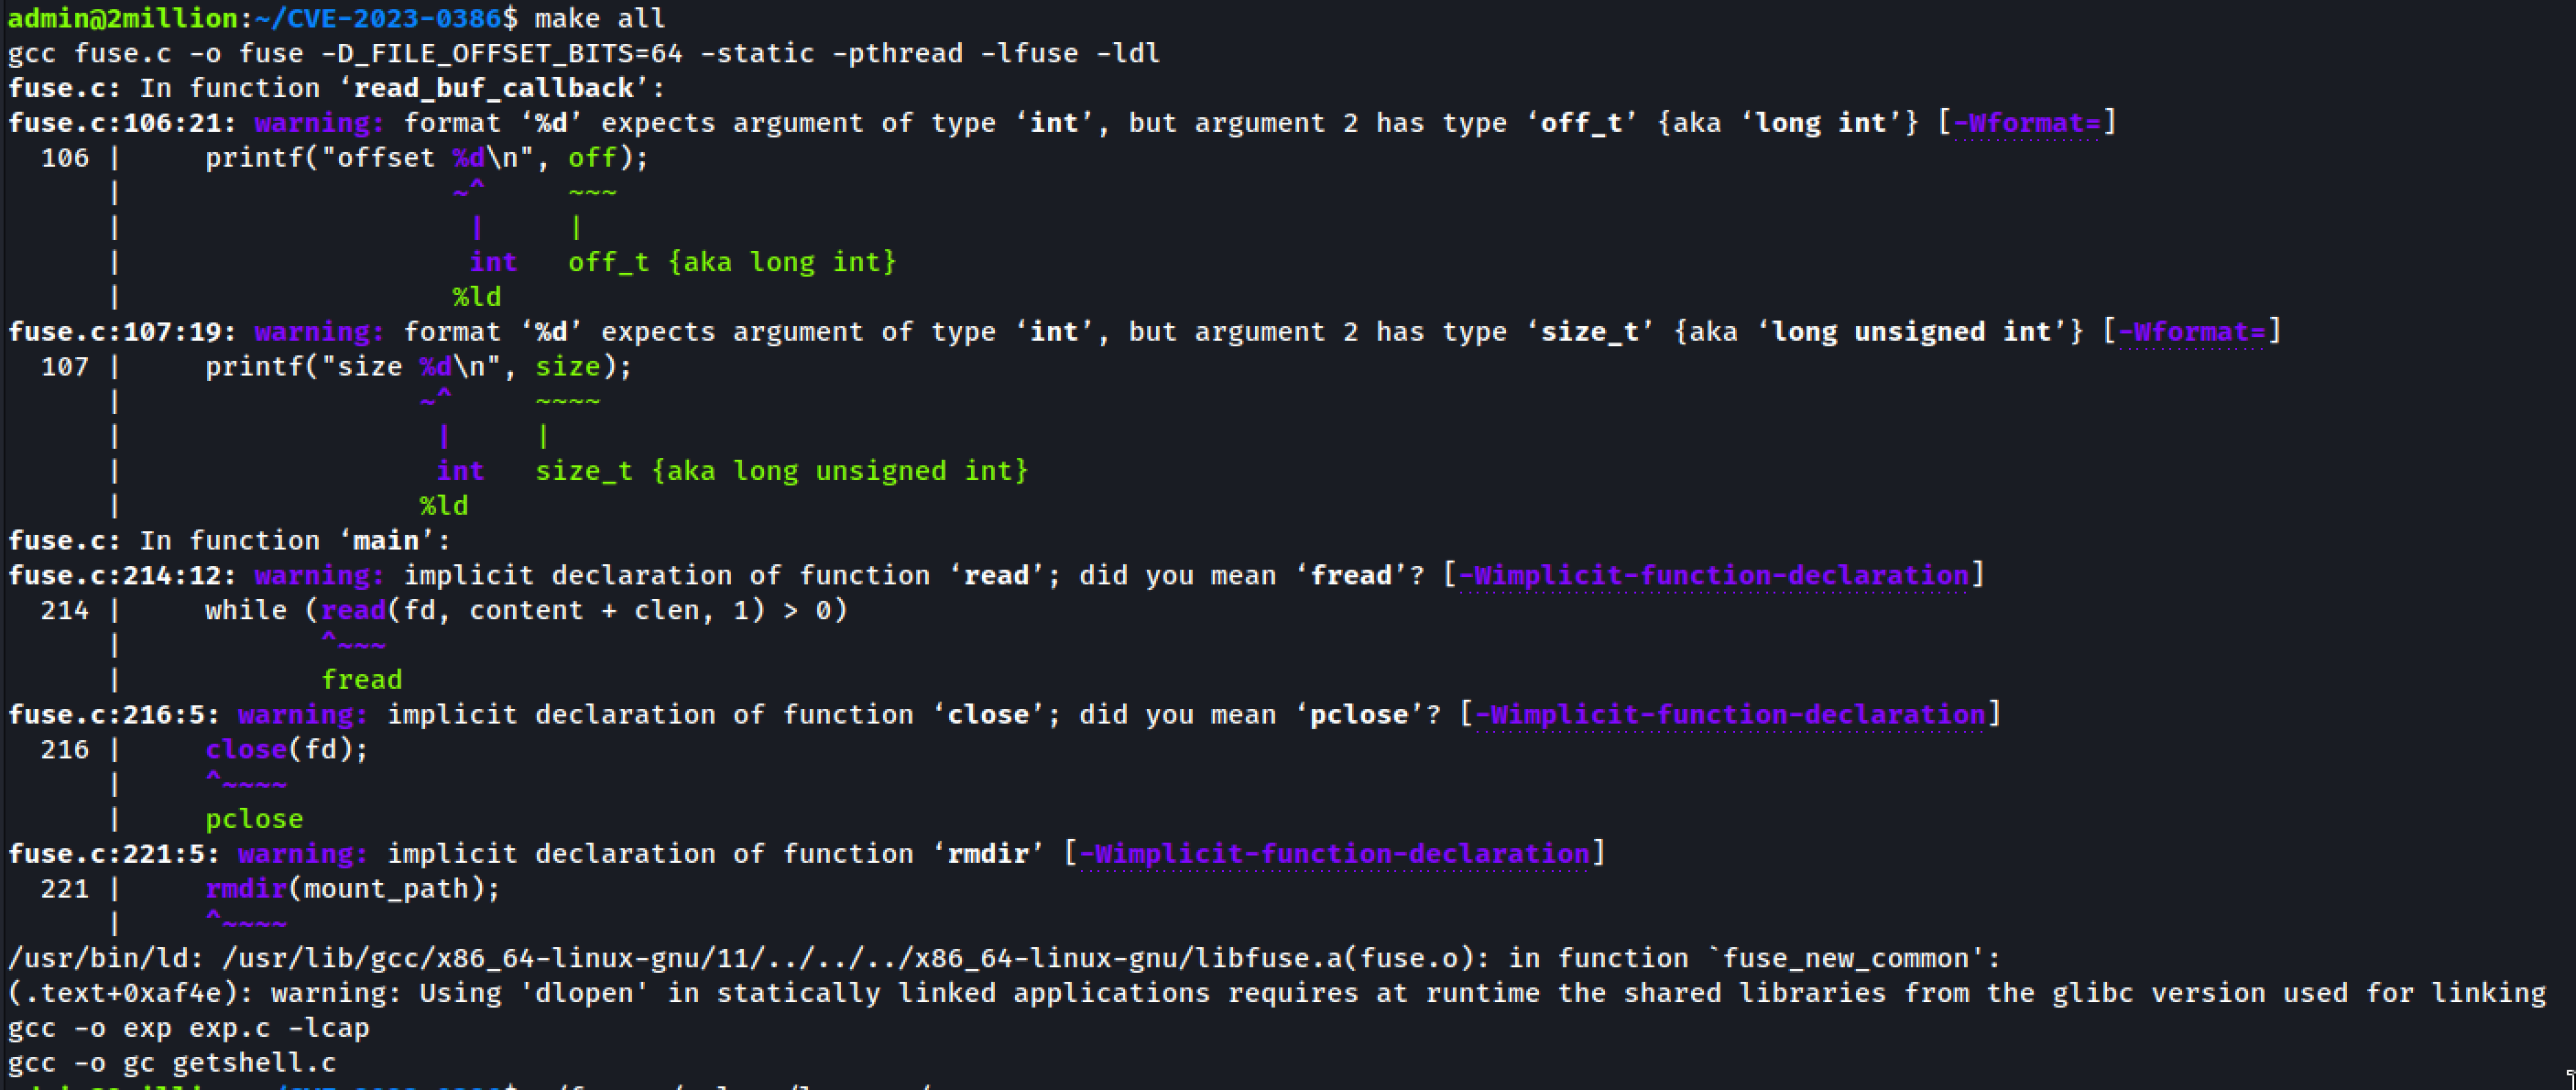 admin@2million:~/CVE-2023-0386$ make all
gcc fuse.c -o fuse -D_FILE_OFFSET_BITS=64 -static -pthread -lfuse -ldl
fuse.c: In function ‘read_buf_callback’:
fuse.c:106:21: warning: format ‘%d’ expects argument of type ‘int’, but argument 2 has type ‘off_t’ {aka ‘long int’} [-Wformat=]
  106 |     printf("offset %d\n", off);
      |                    ~^     ~~~
      |                     |     |
      |                     int   off_t {aka long int}
      |                    %ld
fuse.c:107:19: warning: format ‘%d’ expects argument of type ‘int’, but argument 2 has type ‘size_t’ {aka ‘long unsigned int’} [-Wformat=]
  107 |     printf("size %d\n", size);
      |                  ~^     ~~~~
      |                   |     |
      |                   int   size_t {aka long unsigned int}
      |                  %ld
fuse.c: In function ‘main’:
fuse.c:214:12: warning: implicit declaration of function ‘read’; did you mean ‘fread’? [-Wimplicit-function-declaration]
  214 |     while (read(fd, content + clen, 1) > 0)
      |            ^~~~
      |            fread
fuse.c:216:5: warning: implicit declaration of function ‘close’; did you mean ‘pclose’? [-Wimplicit-function-declaration]
  216 |     close(fd);
      |     ^~~~~
      |     pclose
fuse.c:221:5: warning: implicit declaration of function ‘rmdir’ [-Wimplicit-function-declaration]
  221 |     rmdir(mount_path);
      |     ^~~~~
/usr/bin/ld: /usr/lib/gcc/x86_64-linux-gnu/11/../../../x86_64-linux-gnu/libfuse.a(fuse.o): in function `fuse_new_common':
(.text+0xaf4e): warning: Using 'dlopen' in statically linked applications requires at runtime the shared libraries from the glibc version used for linking
gcc -o exp exp.c -lcap
gcc -o gc getshell.c